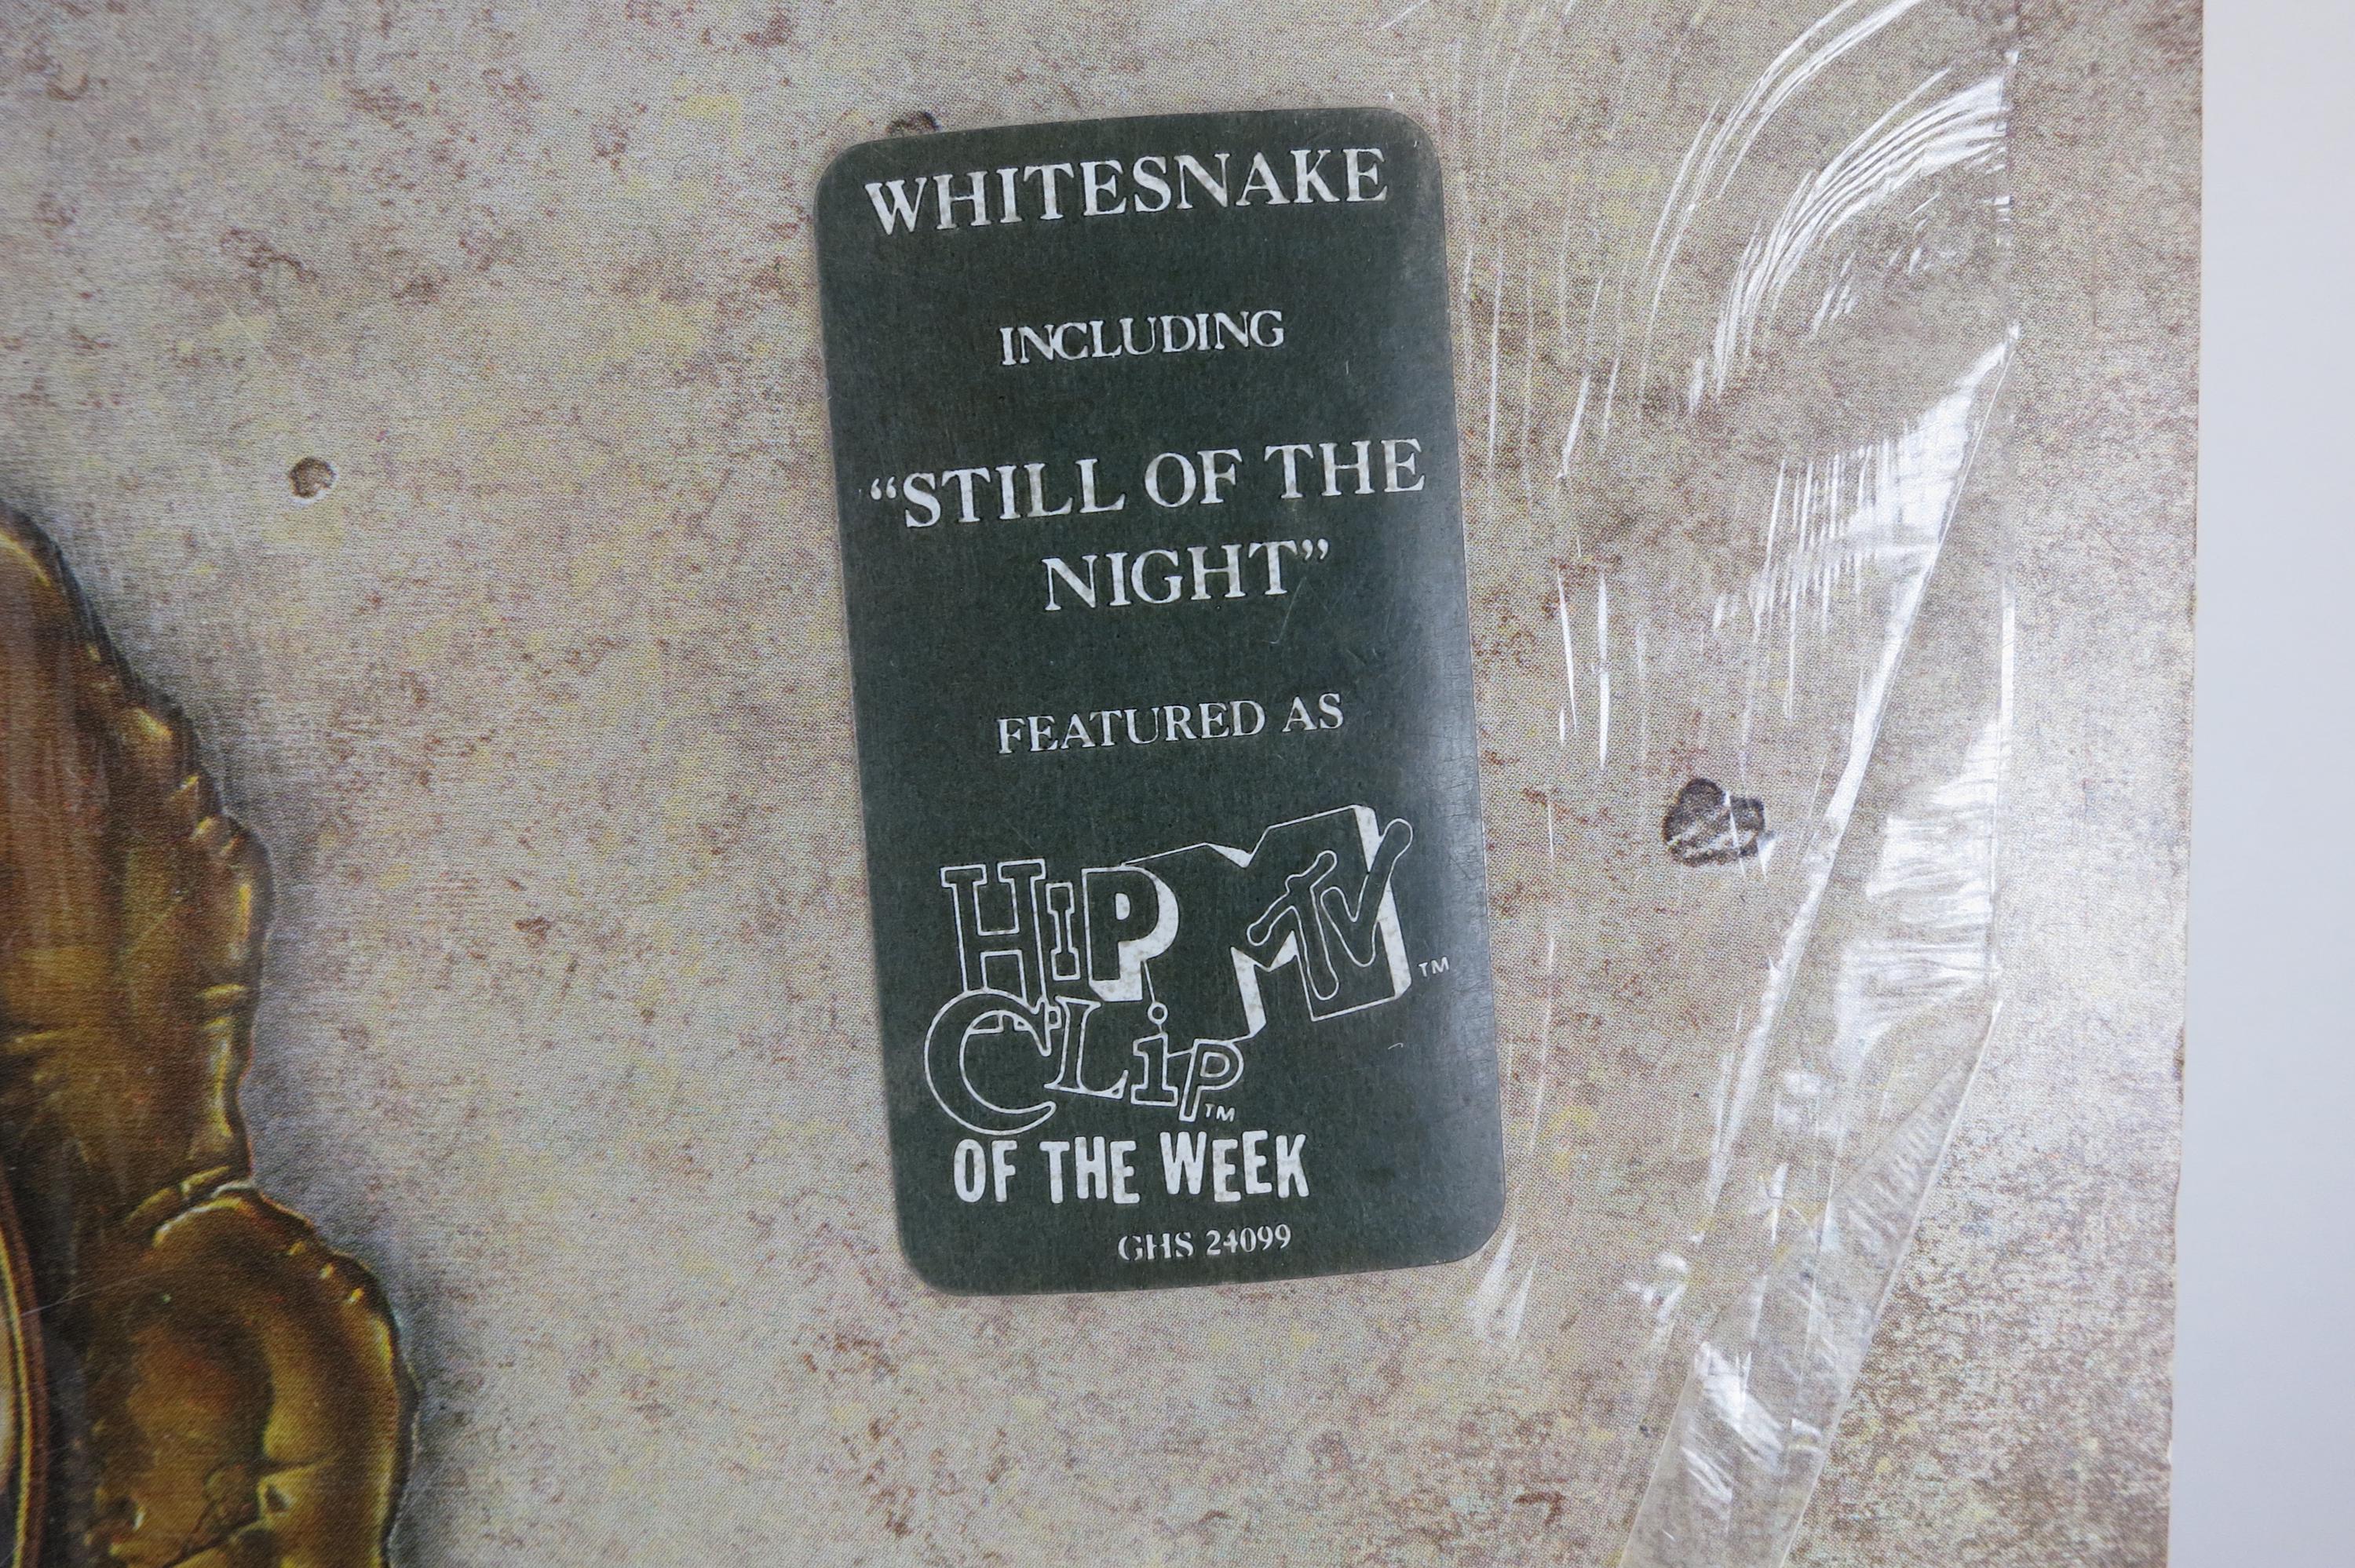 WHITESNAKE
INCLUDING
“STILL OF THE
NIGHT”
FEATURED AS
HIP MTV TM
CLiP TM
OF THE WEEK
GHS 24099